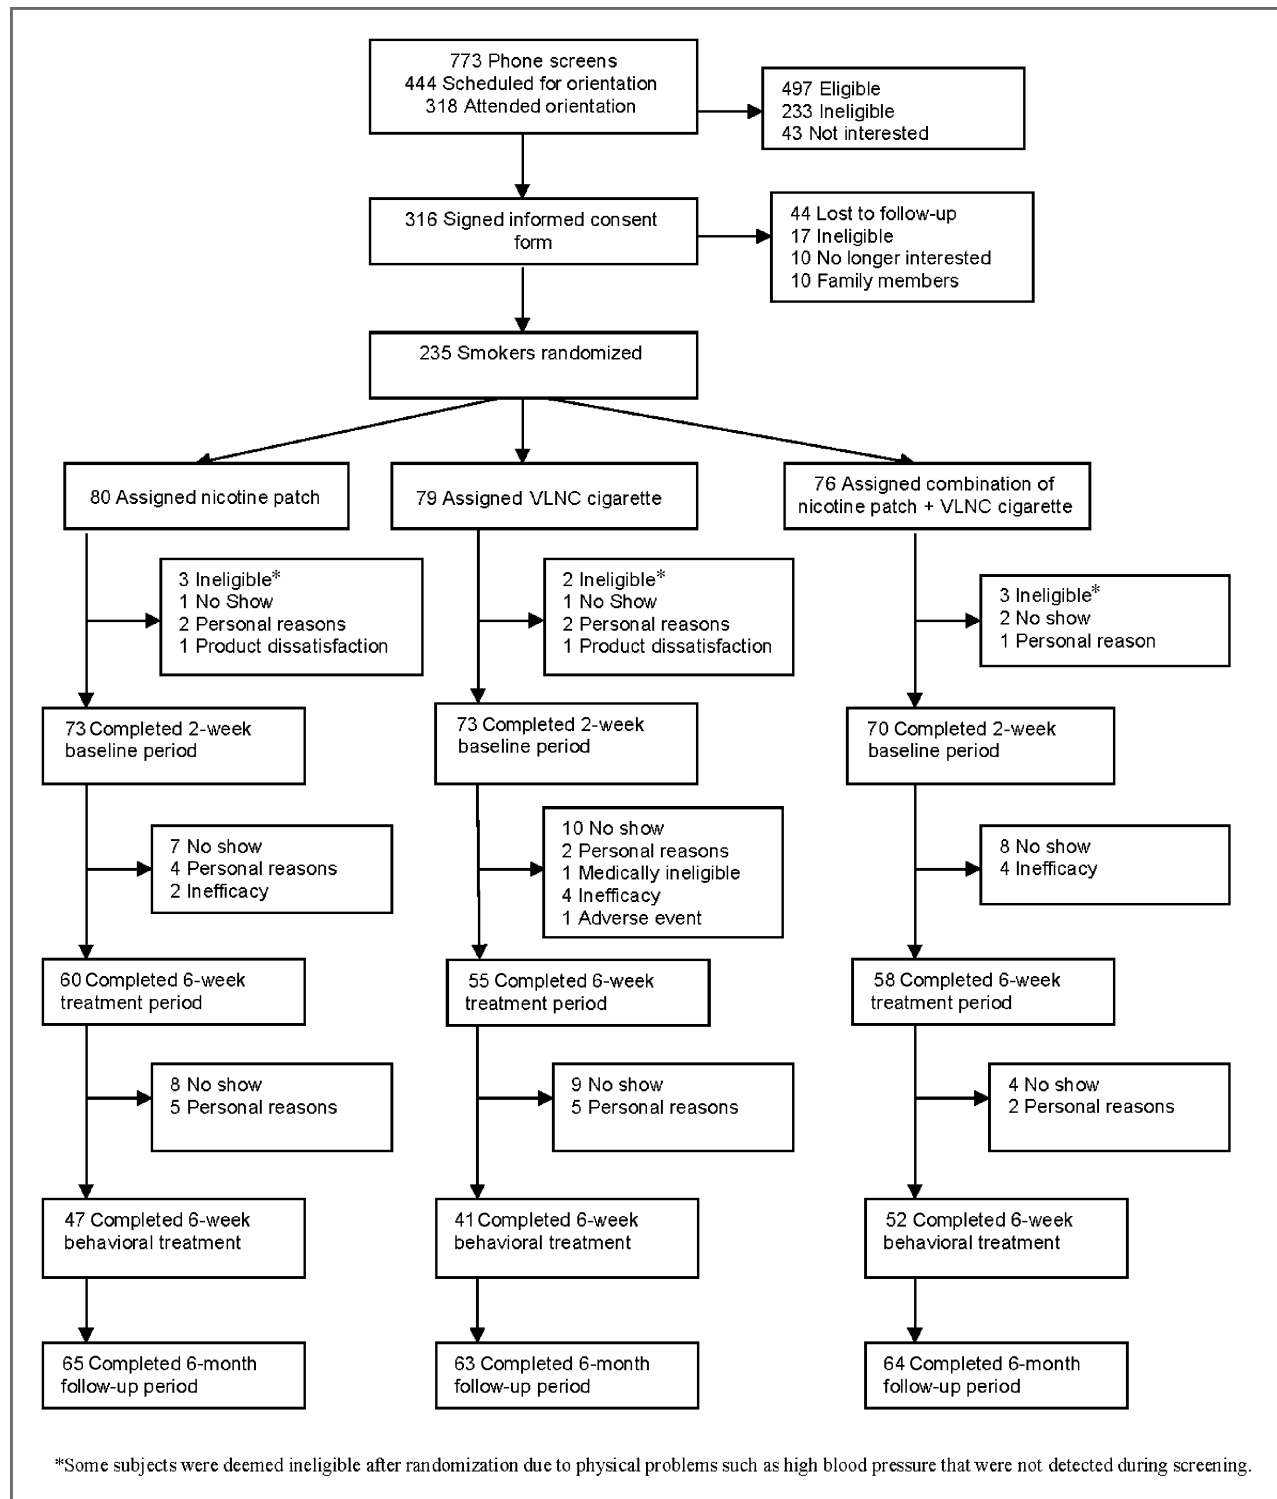 773 Phone screens
444 Scheduled for orientation
318 Attended orientation
497 Eligible
233 Ineligible
43 Not interested
316 Signed informed consent
form
44 Lost to follow-up
17 Ineligible
10 No longer interested
10 Family members
235 Smokers randomized
80 Assigned nicotine patch
79 Assigned VLNC cigarette
76 Assigned combination of
nicotine patch + VLNC cigarette
3 Ineligible*
1 No Show
2 Personal reasons
1 Product dissatisfaction
2 Ineligible*
1 No Show
2 Personal reasons
1 Product dissatisfaction
3 Ineligible*
2 No show
1 Personal reason
73 Completed 2-week
baseline period
73 Completed 2-week
baseline period
70 Completed 2-week
baseline period
7 No show
4 Personal reasons
2 Inefficacy
10 No show
2 Personal reasons
1 Medically ineligible
4 Inefficacy
1 Adverse event
8 No show
4 Inefficacy
60 Completed 6-week
treatment period
55 Completed 6-week
treatment period
58 Completed 6-week
treatment period
8 No show
5 Personal reasons
9 No show
5 Personal reasons
4 No show
2 Personal reasons
47 Completed 6-week
behavioral treatment
41 Completed 6-week
behavioral treatment
52 Completed 6-week
behavioral treatment
65 Completed 6-month
follow-up period
63 Completed 6-month
follow-up period
64 Completed 6-month
follow-up period
*Some subjects were deemed ineligible after randomization due to physical problems such as high blood pressure that were not detected during screening.